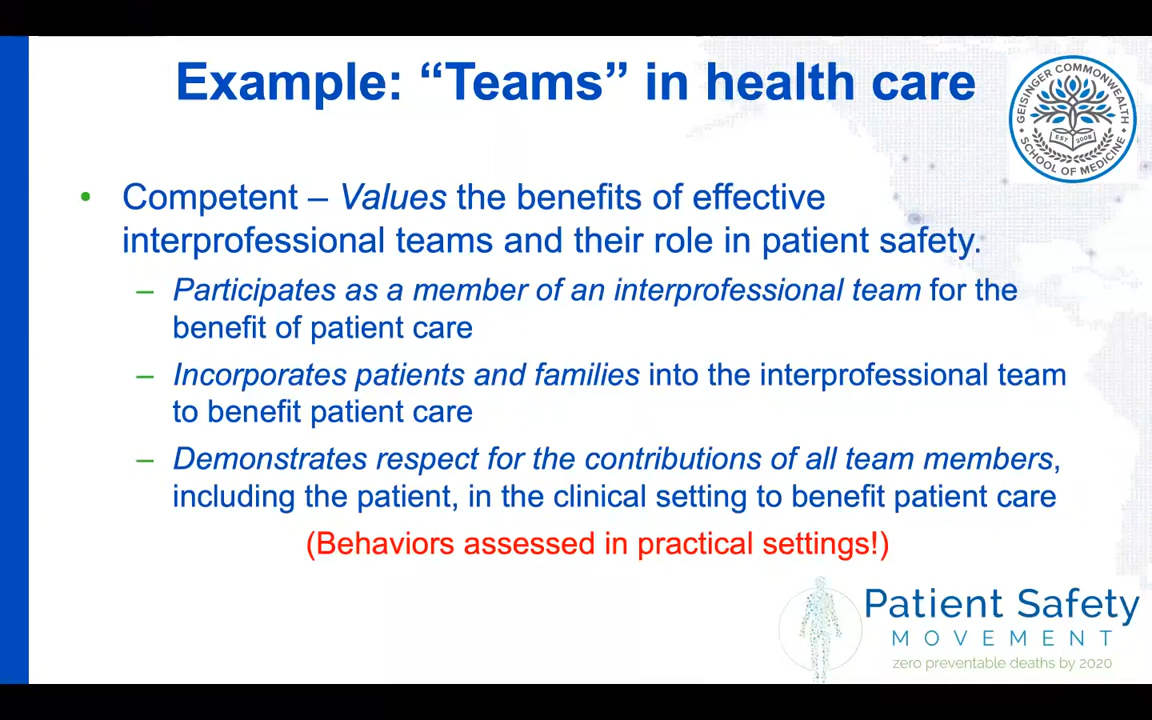 Example: “Teams” in health care
GEISINGER COMMONWEALTH
SCHOOL OF MEDICINE
EST. 2008
• Competent – Values the benefits of effective
interprofessional teams and their role in patient safety.
– Participates as a member of an interprofessional team for the
benefit of patient care
– Incorporates patients and families into the interprofessional team
to benefit patient care
– Demonstrates respect for the contributions of all team members,
including the patient, in the clinical setting to benefit patient care
(Behaviors assessed in practical settings!)
Patient Safety
MOVEMENT
zero preventable deaths by 2020